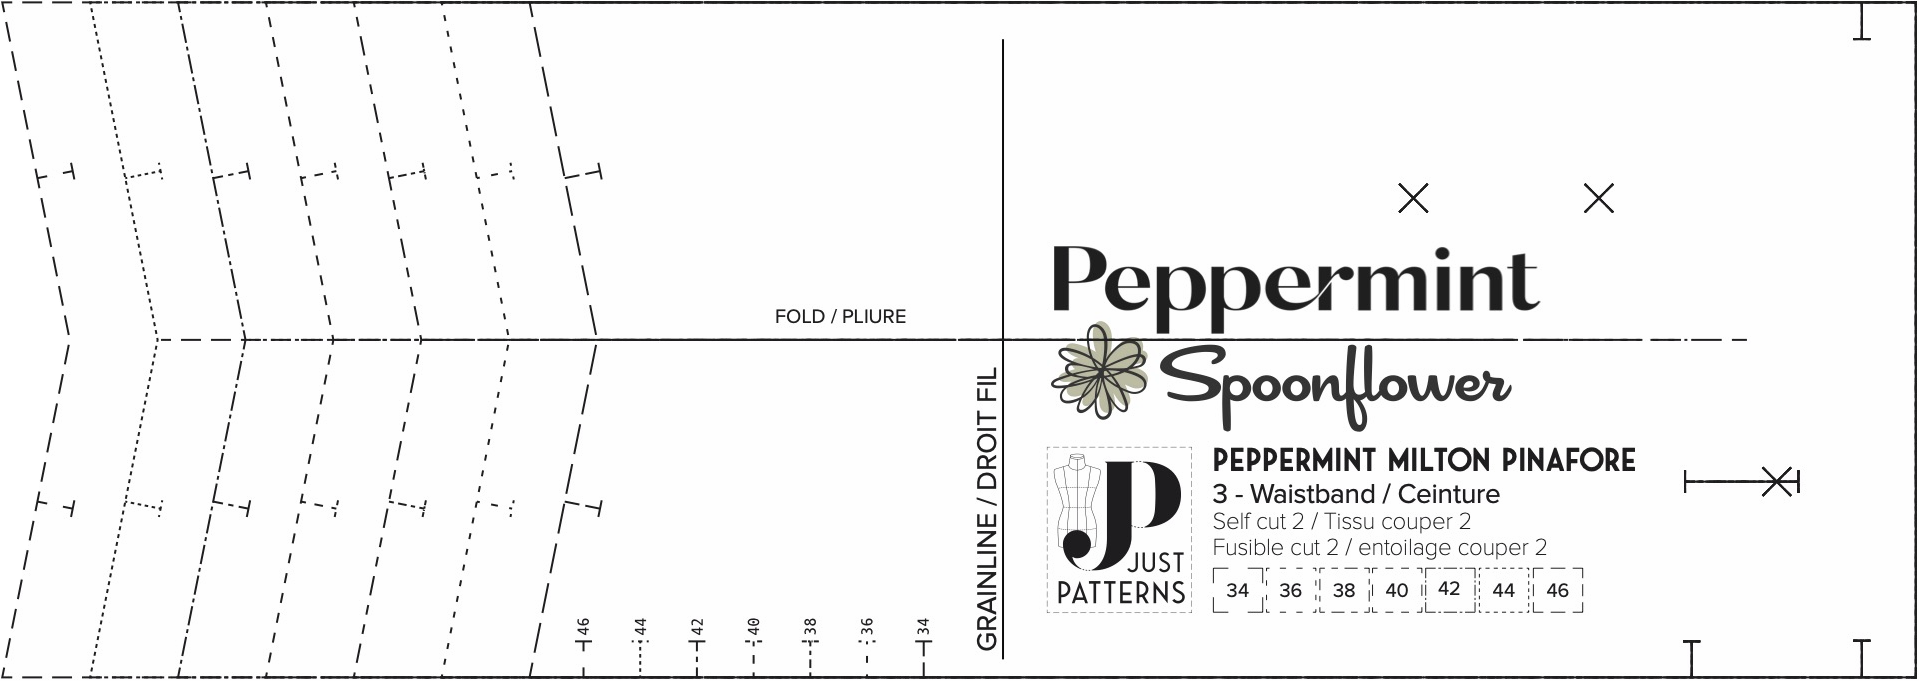 Peppermint
FOLD / PLIURE
Spoonflower
GRAINLINE / DROIT FIL
JP
JUST
PATTERNS
PEPPERMINT MILTON PINAFORE
3 - Waistband / Ceinture
Self cut 2 / Tissu couper 2
Fusible cut 2 / entoilage couper 2
34 36 38 40 42 44 46
46 44 42 40 38 36 34